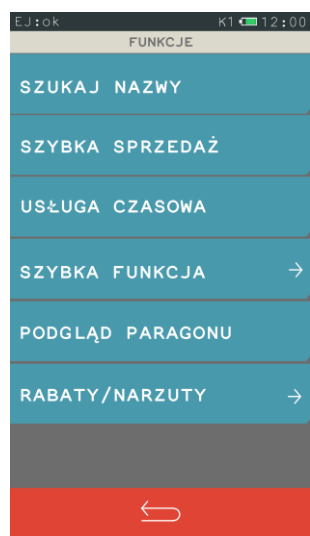 EJ:ok K1 12:00
FUNKCJE
SZUKAJ NAZWY
SZYBKA SPRZEDAŻ
USŁUGA CZASOWA
SZYBKA FUNKCJA →
PODGLĄD PARAGONU
RABATY/NARZUTY →